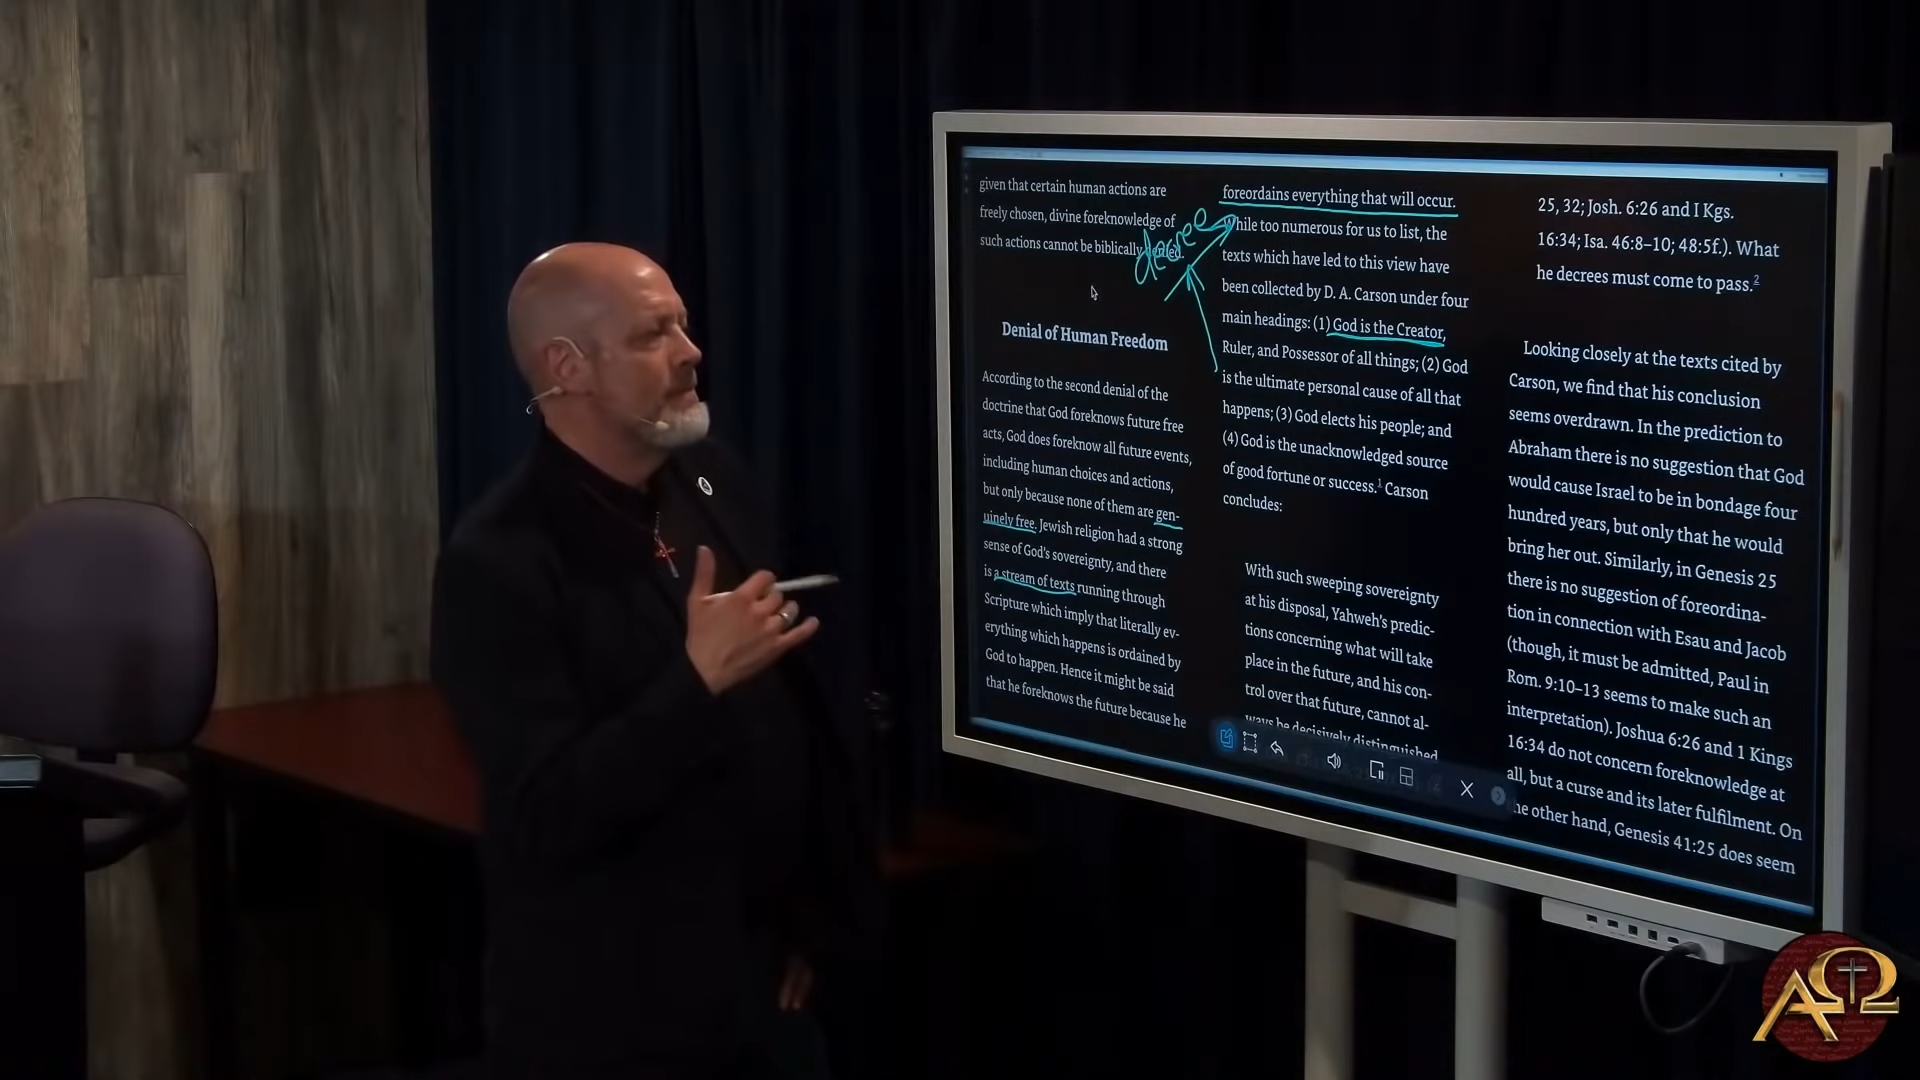 given that certain human actions are
freely chosen, divine foreknowledge of
such actions cannot be biblically
Denial of Human Freedom
According to the second denial of the
doctrine that God foreknows future free
acts, God does foreknow all future events,
including human choices and actions,
but only because none of them are gen-
uinely free. Jewish religion had a strong
sense of God's sovereignty, and there
is a stream of texts running through
Scripture which imply that literally ev-
erything which happens is ordained by
God to happen. Hence it might be said
that he foreknows the future because he
decree
foreordains everything that will occur.
While too numerous for us to list, the
texts which have led to this view have
been collected by D. A. Carson under four
main headings: (1) God is the Creator,
Ruler, and Possessor of all things; (2) God
is the ultimate personal cause of all that
happens; (3) God elects his people; and
(4) God is the unacknowledged source
of good fortune or success.1 Carson
concludes:
With such sweeping sovereignty
at his disposal, Yahweh's predic-
tions concerning what will take
place in the future, and his con-
trol over that future, cannot al-
ways be decisively distinguished
25, 32; Josh. 6:26 and I Kgs.
16:34; Isa. 46:8–10; 48:5f.). What
he decrees must come to pass.2
Looking closely at the texts cited by
Carson, we find that his conclusion
seems overdrawn. In the prediction to
Abraham there is no suggestion that God
would cause Israel to be in bondage four
hundred years, but only that he would
bring her out. Similarly, in Genesis 25
there is no suggestion of foreordina-
tion in connection with Esau and Jacob
(though, it must be admitted, Paul in
Rom. 9:10–13 seems to make such an
interpretation). Joshua 6:26 and 1 Kings
16:34 do not concern foreknowledge at
all, but a curse and its later fulfilment. On
the other hand, Genesis 41:25 does seem
ΑΩ